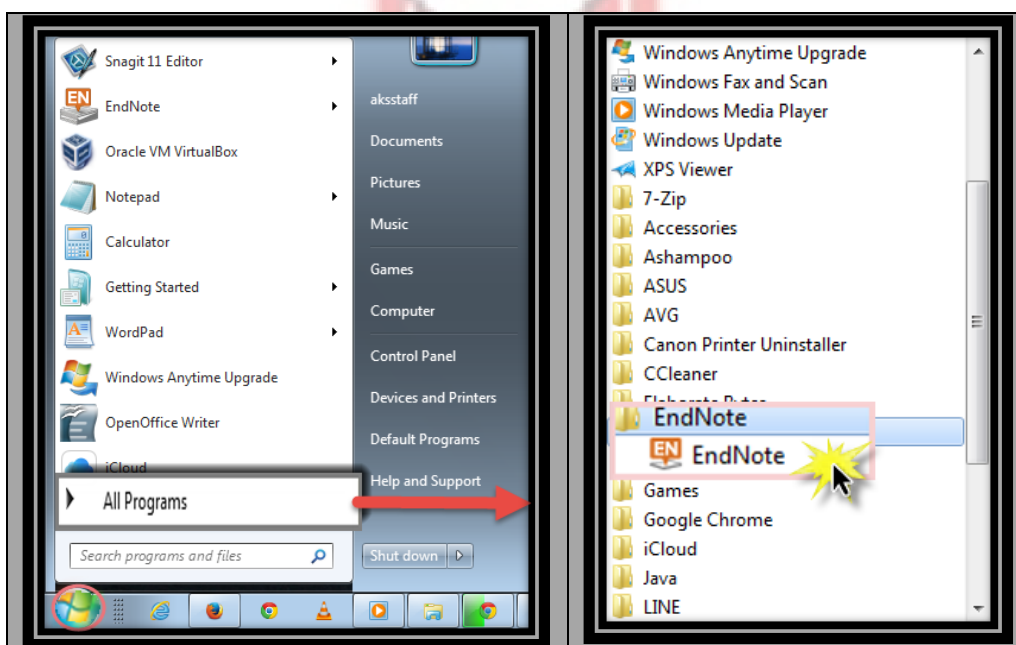 Snagit 11 Editor
EndNote
Oracle VM VirtualBox
Notepad
Calculator
Getting Started
WordPad
Windows Anytime Upgrade
OpenOffice Writer
iCloud
All Programs
Search programs and files
aksstaff
Documents
Pictures
Music
Games
Computer
Control Panel
Devices and Printers
Default Programs
Help and Support
Shut down
Windows Anytime Upgrade
Windows Fax and Scan
Windows Media Player
Windows Update
XPS Viewer
7-Zip
Accessories
Ashampoo
ASUS
AVG
Canon Printer Uninstaller
CCleaner
Elaborate Bytes
EndNote
EN EndNote
Games
Google Chrome
iCloud
Java
LINE